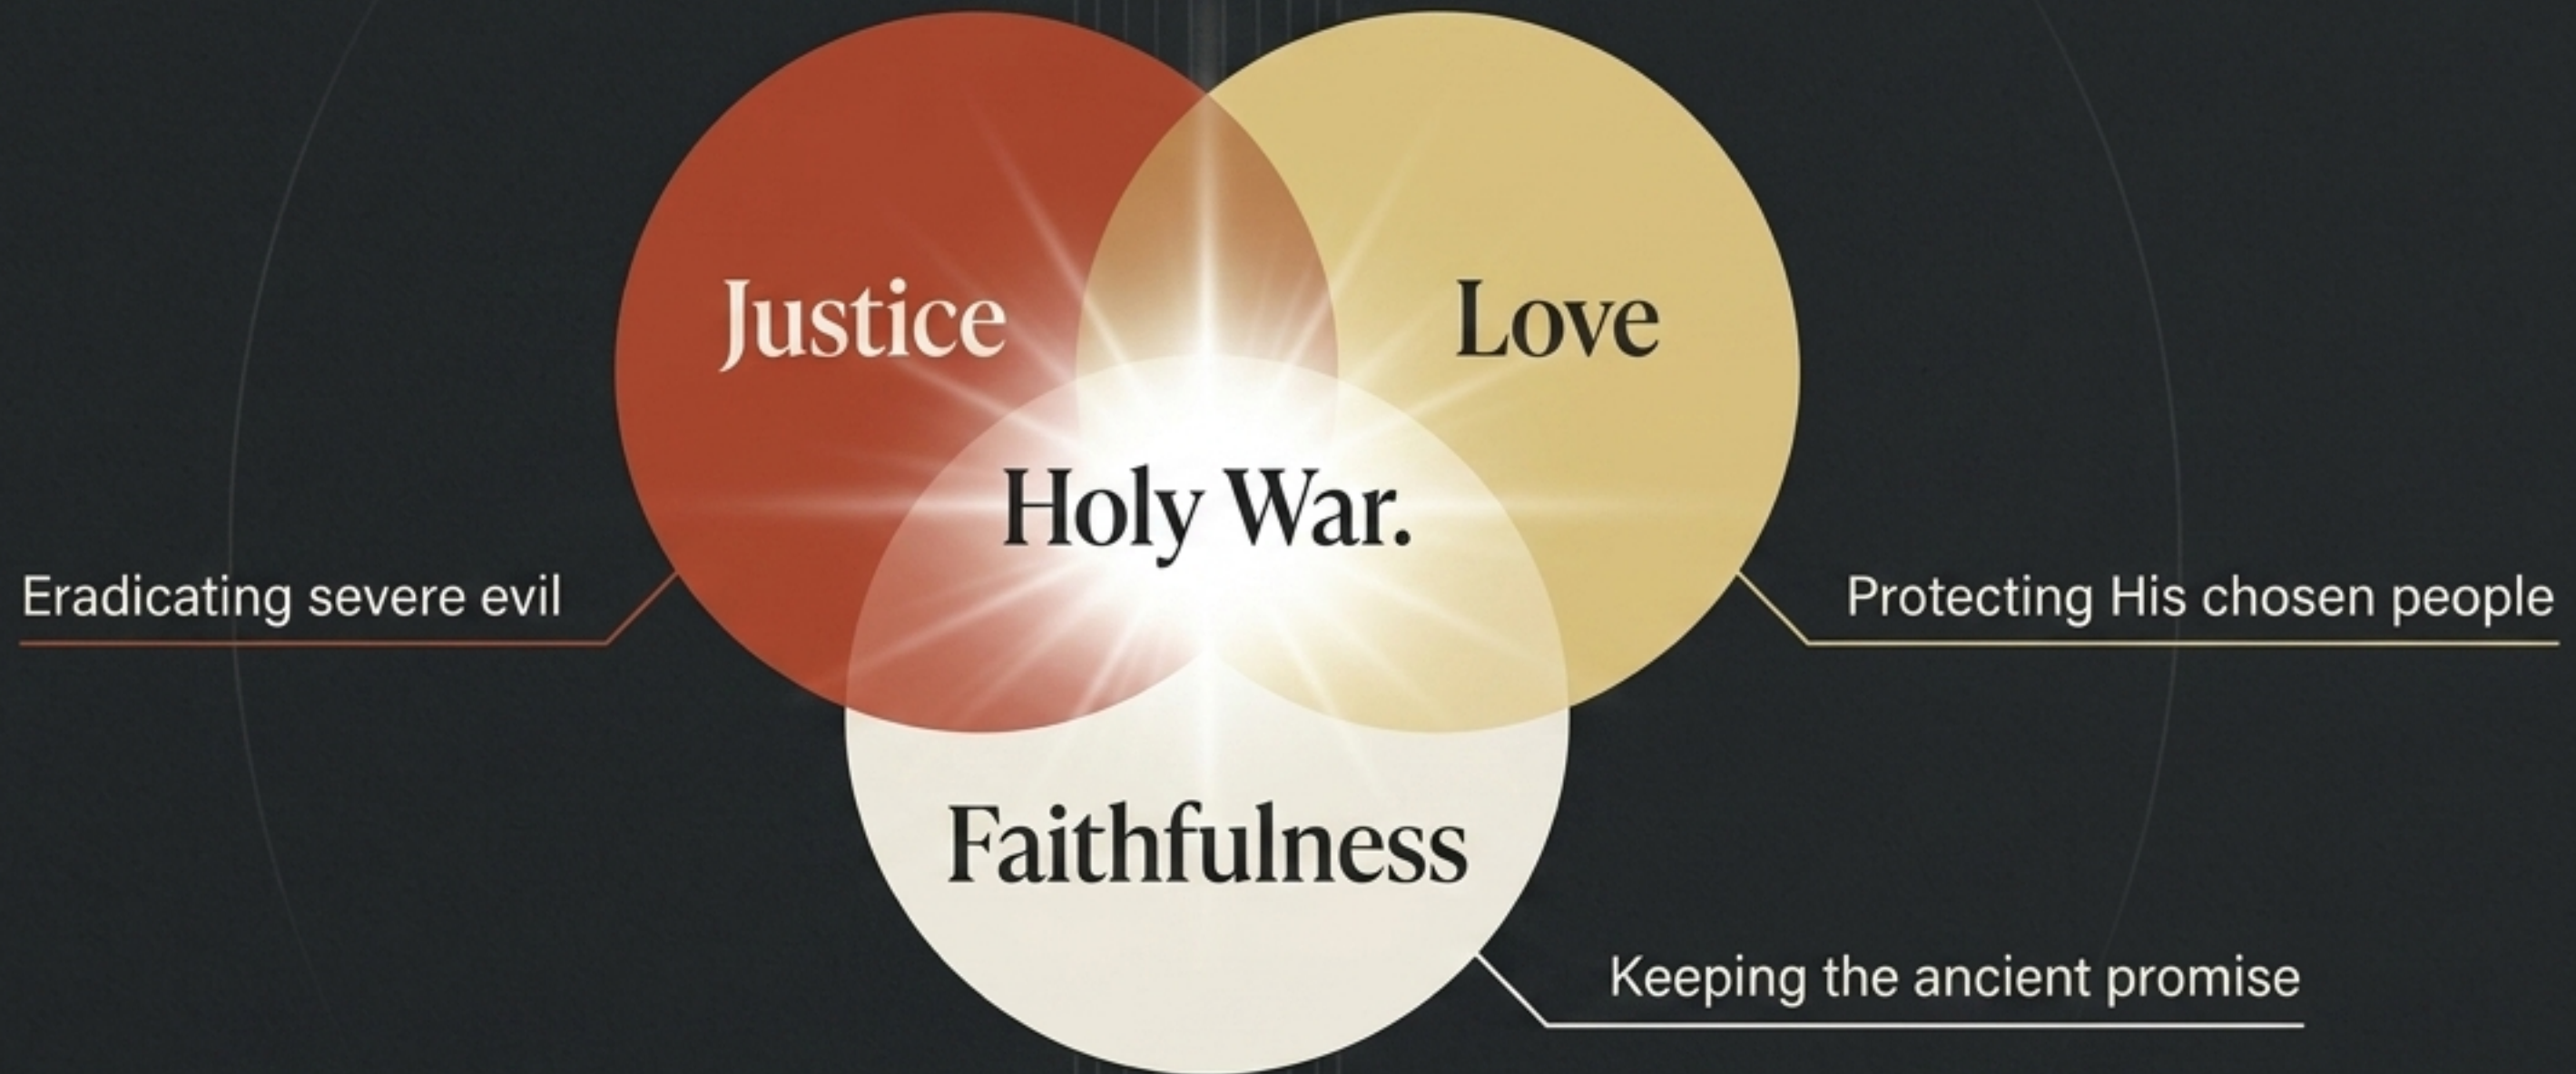 Justice
Love
Holy War.
Eradicating severe evil
Protecting His chosen people
Faithfulness
Keeping the ancient promise